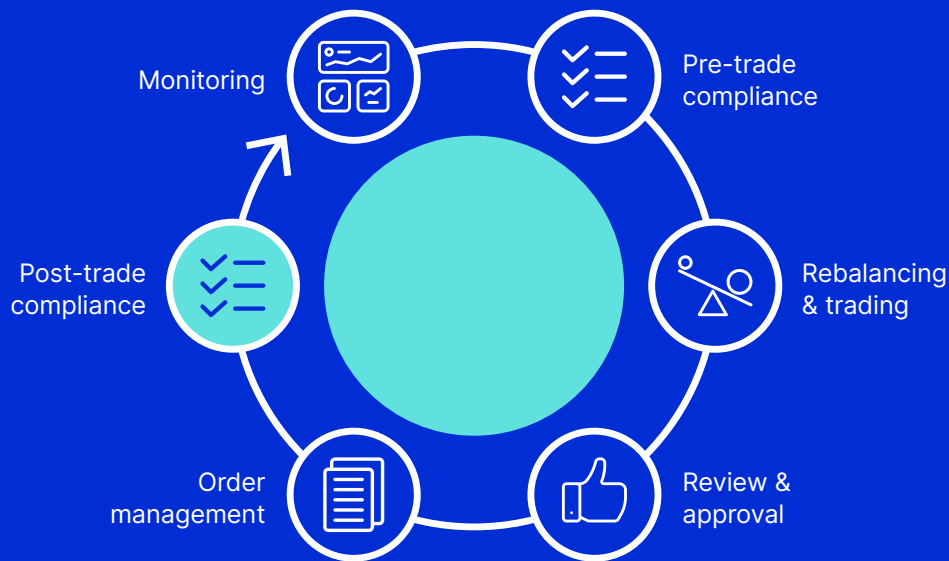 Monitoring
Pre-trade
compliance
Rebalancing
& trading
Review &
approval
Order
management
Post-trade
compliance